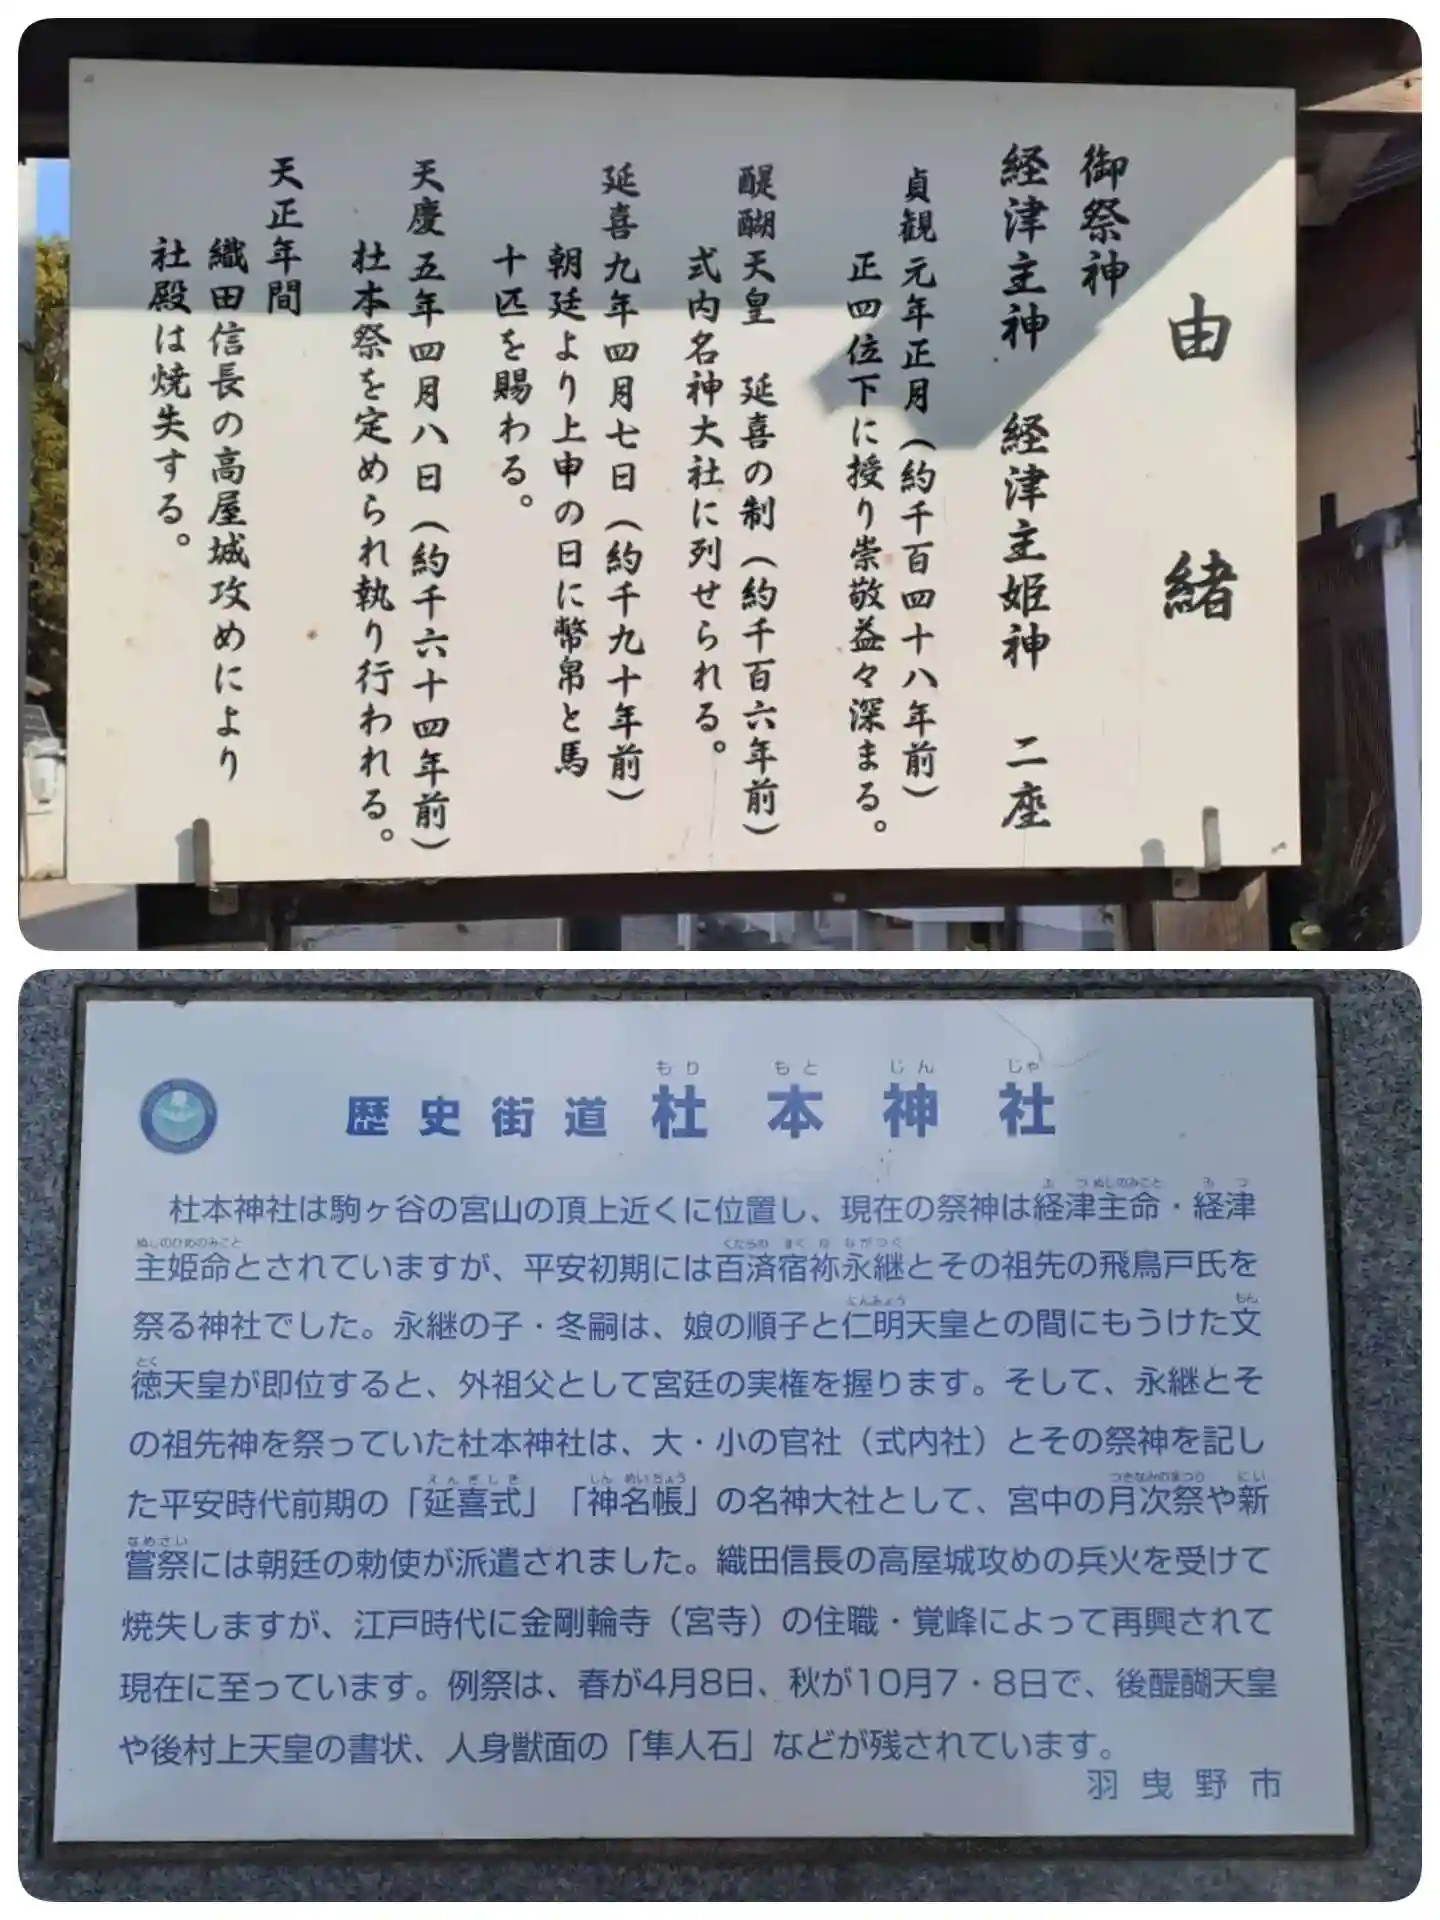 由緒
御祭神
経津主神　経津主姫神　二座
貞観元年正月（約千百四十八年前）
正四位下に授り崇敬益々深まる。
醍醐天皇　延喜の制（約千百六年前）
式内名神大社に列せられる。
延喜九年四月七日（約千九十年前）
朝廷より上申の日に幣帛と馬
十匹を賜わる。
天慶五年四月八日（約千六十四年前）
杜本祭を定められ執り行われる。
天正年間
織田信長の高屋城攻めにより
社殿は焼失する。
もり もと じん じゃ
歴史街道 杜本神社
ふ つ ぬしのみこと ふ つ
杜本神社は駒ヶ谷の宮山の頂上近くに位置し、現在の祭神は経津主命・経津
ぬしのひめのみこと くだらの すく ね ながつぐ
主姫命とされていますが、平安初期には百済宿祢永継とその祖先の飛鳥戸氏を
にんみょう もん
祭る神社でした。永継の子・冬嗣は、娘の順子と仁明天皇との間にもうけた文
とく
徳天皇が即位すると、外祖父として宮廷の実権を握ります。そして、永継とそ
の祖先神を祭っていた杜本神社は、大・小の官社（式内社）とその祭神を記し
えんぎしき しん めいちょう つきなみのまつり にい
た平安時代前期の「延喜式」「神名帳」の名神大社として、宮中の月次祭や新
なめさい
嘗祭には朝廷の勅使が派遣されました。織田信長の高屋城攻めの兵火を受けて
焼失しますが、江戸時代に金剛輪寺（宮寺）の住職・覚峰によって再興されて
現在に至っています。例祭は、春が4月8日、秋が10月7・8日で、後醍醐天皇
や後村上天皇の書状、人身獣面の「隼人石」などが残されています。
羽曳野市